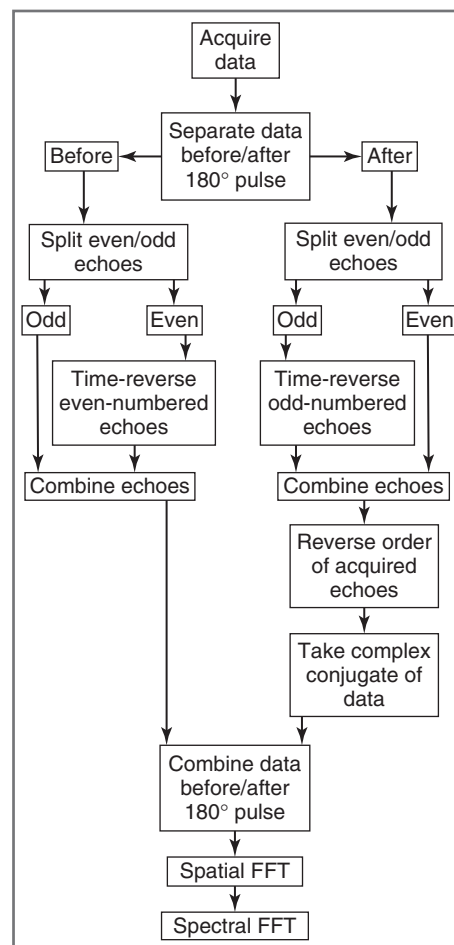 Acquire
data
Separate data
before/after
180° pulse
Before
After
Split even/odd
echoes
Split even/odd
echoes
Odd
Even
Odd
Even
Time-reverse
even-numbered
echoes
Time-reverse
odd-numbered
echoes
Combine echoes
Combine echoes
Reverse order
of acquired
echoes
Take complex
conjugate of
data
Combine data
before/after
180° pulse
Spatial FFT
Spectral FFT